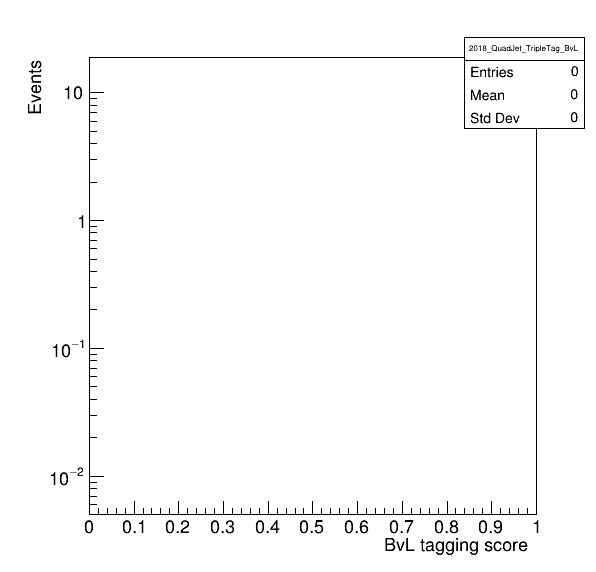 2018_QuadJet_TripleTag_BvL
Entries 0
Mean 0
Std Dev 0
Events
10
1
10⁻¹
10⁻²
0 0.1 0.2 0.3 0.4 0.5 0.6 0.7 0.8 0.9 1
BvL tagging score